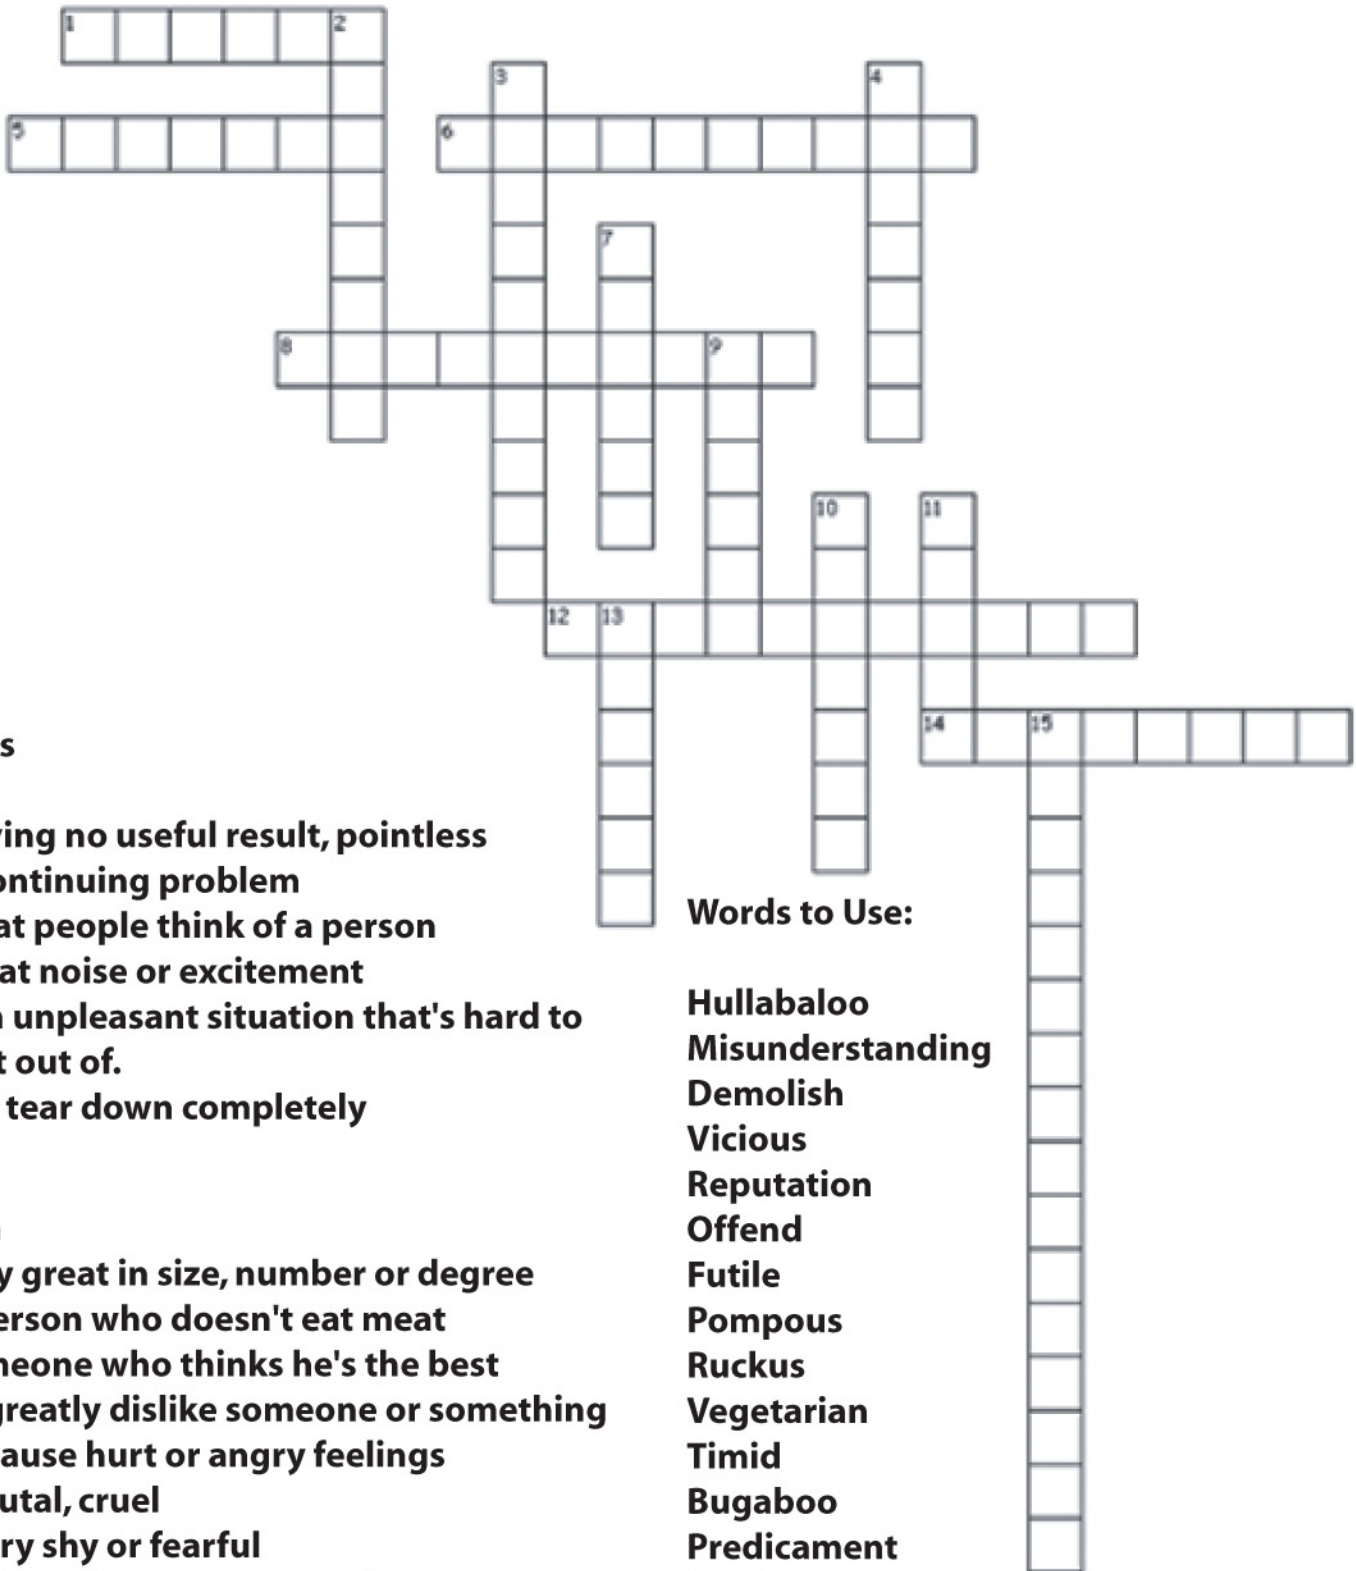 1 2
3 4
5 6
7
8 9
10 11
12 13
14 15
s
ing no useful result, pointless
ontinuing problem
at people think of a person
at noise or excitement
unpleasant situation that's hard to
t out of.
tear down completely
y great in size, number or degree
erson who doesn't eat meat
neone who thinks he's the best
greatly dislike someone or something
ause hurt or angry feelings
utal, cruel
ry shy or fearful
Words to Use:
Hullabaloo
Misunderstanding
Demolish
Vicious
Reputation
Offend
Futile
Pompous
Ruckus
Vegetarian
Timid
Bugaboo
Predicament